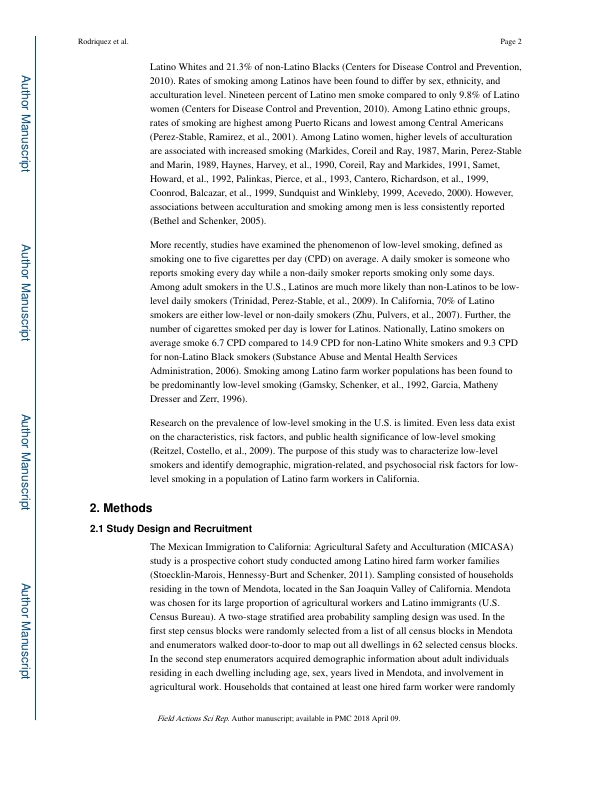 Rodriquez et al.
Page 2
Latino Whites and 21.3% of non-Latino Blacks (Centers for Disease Control and Prevention,
2010). Rates of smoking among Latinos have been found to differ by sex, ethnicity, and
acculturation level. Nineteen percent of Latino men smoke compared to only 9.8% of Latino
women (Centers for Disease Control and Prevention, 2010). Among Latino ethnic groups,
rates of smoking are highest among Puerto Ricans and lowest among Central Americans
(Perez-Stable, Ramirez, et al., 2001). Among Latino women, higher levels of acculturation
are associated with increased smoking (Markides, Coreil and Ray, 1987, Marin, Perez-Stable
and Marin, 1989, Haynes, Harvey, et al., 1990, Coreil, Ray and Markides, 1991, Samet,
Howard, et al., 1992, Palinkas, Pierce, et al., 1993, Cantero, Richardson, et al., 1999,
Coonrod, Balcazar, et al., 1999, Sundquist and Winkleby, 1999, Acevedo, 2000). However,
associations between acculturation and smoking among men is less consistently reported
(Bethel and Schenker, 2005).
More recently, studies have examined the phenomenon of low-level smoking, defined as
smoking one to five cigarettes per day (CPD) on average. A daily smoker is someone who
reports smoking every day while a non-daily smoker reports smoking only some days.
Among adult smokers in the U.S., Latinos are much more likely than non-Latinos to be low-
level daily smokers (Trinidad, Perez-Stable, et al., 2009). In California, 70% of Latino
smokers are either low-level or non-daily smokers (Zhu, Pulvers, et al., 2007). Further, the
number of cigarettes smoked per day is lower for Latinos. Nationally, Latino smokers on
average smoke 6.7 CPD compared to 14.9 CPD for non-Latino White smokers and 9.3 CPD
for non-Latino Black smokers (Substance Abuse and Mental Health Services
Administration, 2006). Smoking among Latino farm worker populations has been found to
be predominantly low-level smoking (Gamsky, Schenker, et al., 1992, Garcia, Matheny
Dresser and Zerr, 1996).
Research on the prevalence of low-level smoking in the U.S. is limited. Even less data exist
on the characteristics, risk factors, and public health significance of low-level smoking
(Reitzel, Costello, et al., 2009). The purpose of this study was to characterize low-level
smokers and identify demographic, migration-related, and psychosocial risk factors for low-
level smoking in a population of Latino farm workers in California.
2. Methods
2.1 Study Design and Recruitment
The Mexican Immigration to California: Agricultural Safety and Acculturation (MICASA)
study is a prospective cohort study conducted among Latino hired farm worker families
(Stoecklin-Marois, Hennessy-Burt and Schenker, 2011). Sampling consisted of households
residing in the town of Mendota, located in the San Joaquin Valley of California. Mendota
was chosen for its large proportion of agricultural workers and Latino immigrants (U.S.
Census Bureau). A two-stage stratified area probability sampling design was used. In the
first step census blocks were randomly selected from a list of all census blocks in Mendota
and enumerators walked door-to-door to map out all dwellings in 62 selected census blocks.
In the second step enumerators acquired demographic information about adult individuals
residing in each dwelling including age, sex, years lived in Mendota, and involvement in
agricultural work. Households that contained at least one hired farm worker were randomly
Field Actions Sci Rep. Author manuscript; available in PMC 2018 April 09.
Author Manuscript
Author Manuscript
Author Manuscript
Author Manuscript